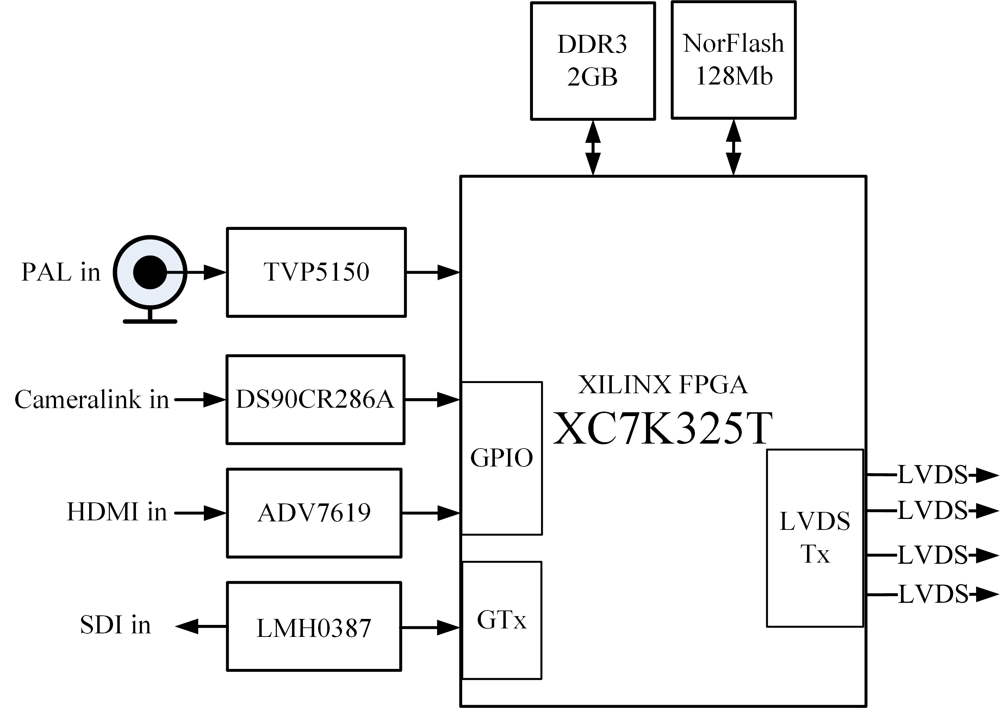 DDR3
2GB
NorFlash
128Mb
PAL in
TVP5150
Cameralink in
DS90CR286A
XILINX FPGA
XC7K325T
GPIO
HDMI in
ADV7619
LVDS
Tx
LVDS
LVDS
LVDS
LVDS
SDI in
LMH0387
GTx